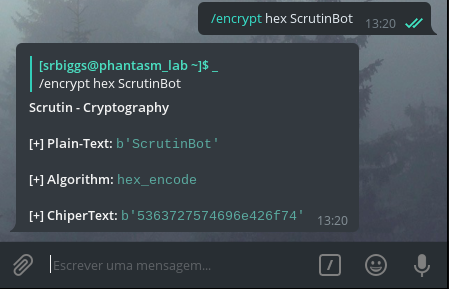 /encrypt hex ScrutinBot
13:20
[srbiggs@phantasm_lab ~]$ _
/encrypt hex ScrutinBot
Scrutin - Cryptography
[+] Plain-Text: b'ScrutinBot'
[+] Algorithm: hex_encode
[+] ChiperText: b'5363727574696e426f74'
13:20
Escrever uma mensagem...